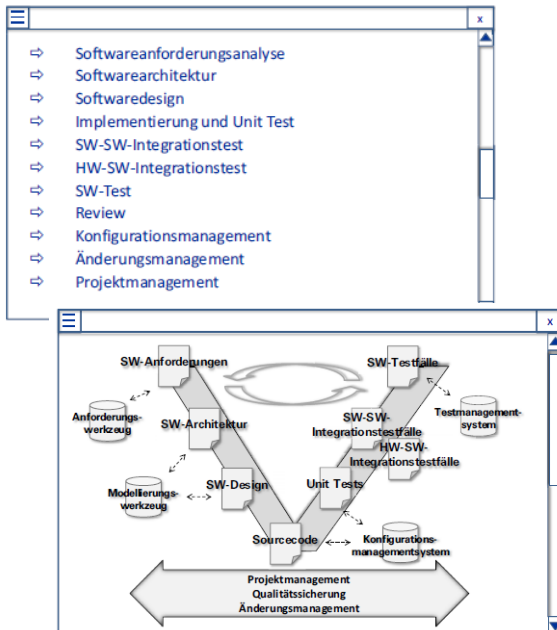 x
Softwareanforderungsanalyse
Softwarearchitektur
Softwaredesign
Implementierung und Unit Test
SW-SW-Integrationstest
HW-SW-Integrationstest
SW-Test
Review
Konfigurationsmanagement
Änderungsmanagement
Projektmanagement
x
SW-Anforderungen
SW-Testfälle
Anforderungs-
werkzeug
SW-Architektur
SW-SW-
Integrationstestfälle
Testmanagement-
system
HW-SW-
Integrationstestfälle
Modellierungs-
werkzeug
SW-Design
Unit Tests
Sourcecode
Konfigurations-
managementsystem
Projektmanagement
Qualitätssicherung
Änderungsmanagement